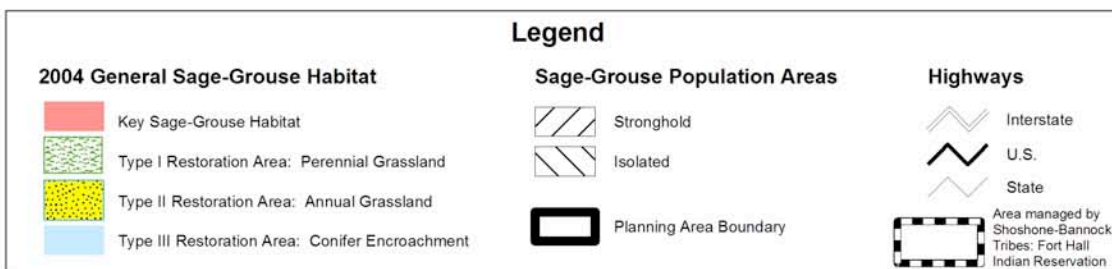 Legend
2004 General Sage-Grouse Habitat
Key Sage-Grouse Habitat
Type I Restoration Area: Perennial Grassland
Type II Restoration Area: Annual Grassland
Type III Restoration Area: Conifer Encroachment
Sage-Grouse Population Areas
Stronghold
Isolated
Planning Area Boundary
Highways
Interstate
U.S.
State
Area managed by
Shoshone-Bannock
Tribes: Fort Hall
Indian Reservation